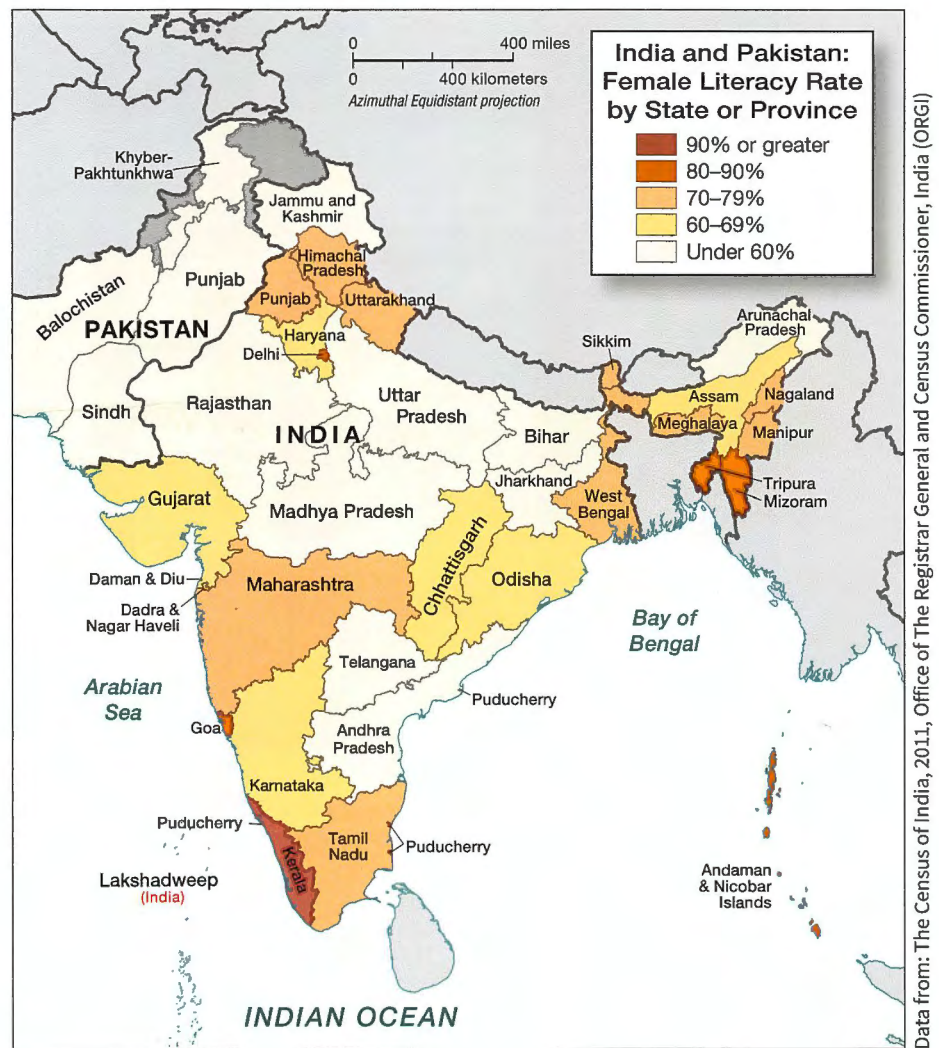 0
400 miles
0
400 kilometers
Azimuthal Equidistant projection
India and Pakistan:
Female Literacy Rate
by State or Province
90% or greater
80–90%
70–79%
60–69%
Under 60%
Khyber-
Pakhtunkhwa
Jammu and
Kashmir
Himachal
Pradesh
Punjab
Balochistan
Punjab
Uttarakhand
PAKISTAN
Haryana
Delhi
Arunachal
Pradesh
Sikkim
Sindh
Rajasthan
Uttar
Pradesh
Assam
Nagaland
Meghalaya
INDIA
Bihar
Manipur
Jharkhand
Tripura
Mizoram
Gujarat
Madhya Pradesh
West
Bengal
Chhattisgarh
Daman & Diu
Maharashtra
Odisha
Dadra &
Nagar Haveli
Bay of
Bengal
Telangana
Arabian
Sea
Puducherry
Goa
Andhra
Pradesh
Karnataka
Puducherry
Tamil
Nadu
Puducherry
Kerala
Lakshadweep
(India)
Andaman
& Nicobar
Islands
INDIAN OCEAN
Data from: The Census of India, 2011, Office of The Registrar General and Census Commissioner, India (ORGI)